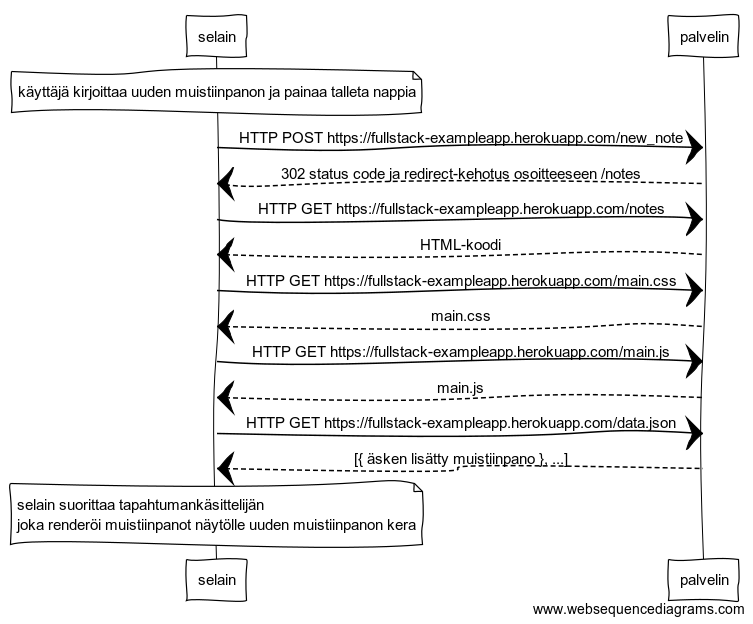 selain
palvelin
käyttäjä kirjoittaa uuden muistiinpanon ja painaa talleta nappia
HTTP POST https://fullstack-exampleapp.herokuapp.com/new_note
302 status code ja redirect-kehotus osoitteeseen /notes
HTTP GET https://fullstack-exampleapp.herokuapp.com/notes
HTML-koodi
HTTP GET https://fullstack-exampleapp.herokuapp.com/main.css
main.css
HTTP GET https://fullstack-exampleapp.herokuapp.com/main.js
main.js
HTTP GET https://fullstack-exampleapp.herokuapp.com/data.json
[{ äsken lisätty muistiinpano }, ...]
selain suorittaa tapahtumankäsittelijän
joka renderöi muistiinpanot näytölle uuden muistiinpanon kera
selain
palvelin
www.websequencediagrams.com